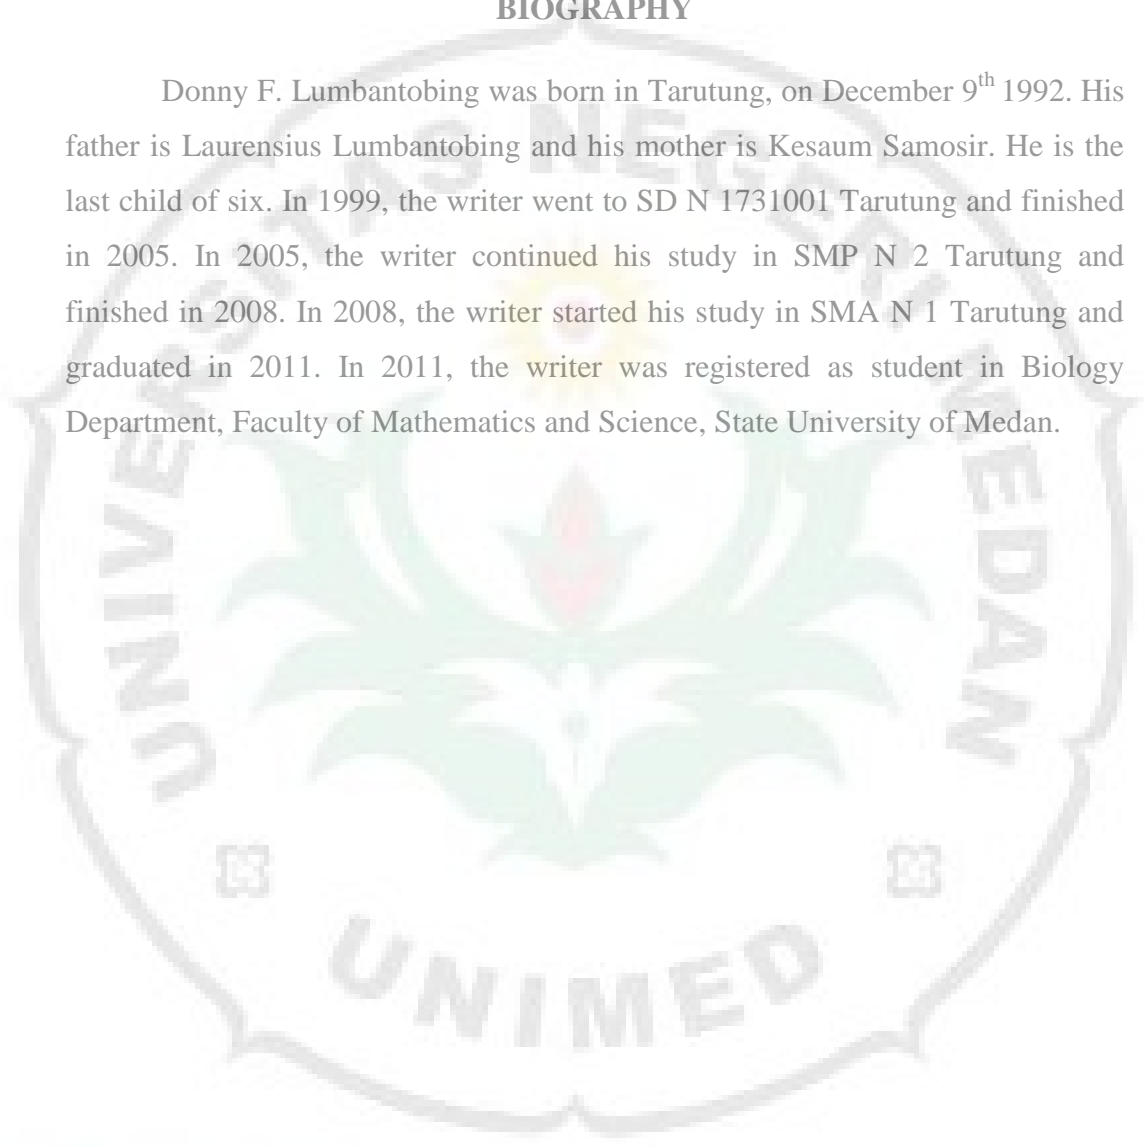 BIOGRAPHY
Donny F. Lumbantobing was born in Tarutung, on December 9th 1992. His
father is Laurensius Lumbantobing and his mother is Kesaum Samosir. He is the
last child of six. In 1999, the writer went to SD N 1731001 Tarutung and finished
in 2005. In 2005, the writer continued his study in SMP N 2 Tarutung and
finished in 2008. In 2008, the writer started his study in SMA N 1 Tarutung and
graduated in 2011. In 2011, the writer was registered as student in Biology
Department, Faculty of Mathematics and Science, State University of Medan.
UNIVERSITAS NEGERI MEDAN
UNIMED